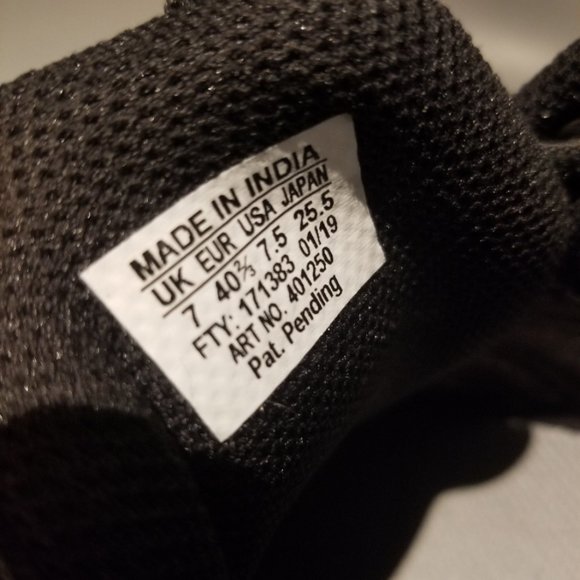 MADE IN INDIA
UK EUR USA JAPAN
7 40⅔ 7.5 25.5
FTY: 171383 01/19
ART NO. 401250
Pat. Pending